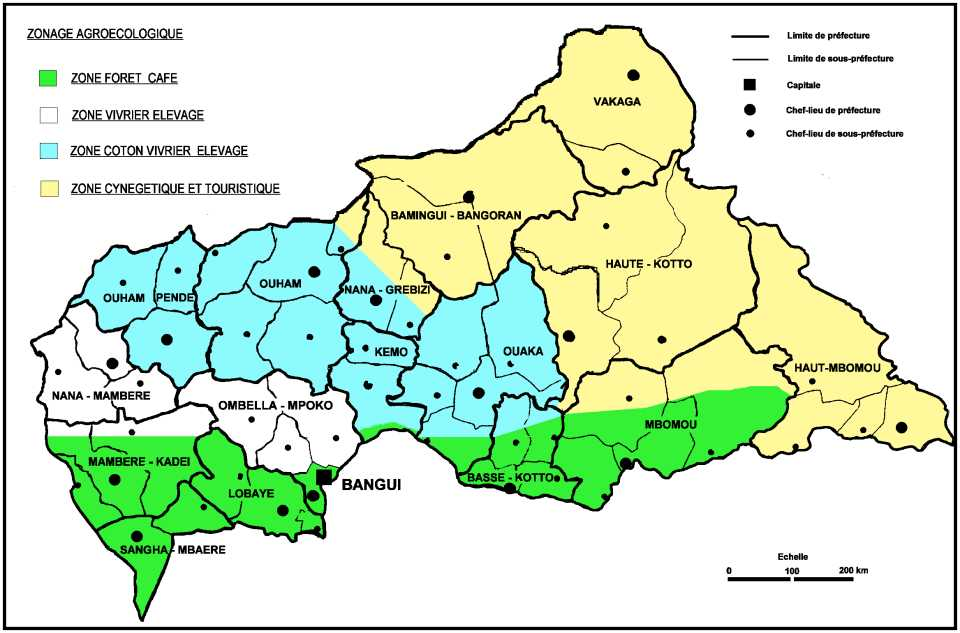 ZONAGE AGROECOLOGIQUE
ZONE FORET CAFE
ZONE VIVRIER ELEVAGE
ZONE COTON VIVRIER ELEVAGE
ZONE CYNEGETIQUE ET TOURISTIQUE
Limite de préfecture
Limite de sous-préfecture
Capitale
Chef-lieu de préfecture
Chef-lieu de sous-préfecture
VAKAGA
BAMINGUI - BANGORAN
HAUTE - KOTTO
OUHAM PENDE
OUHAM
NANA - GREBIZI
KEMO
OUAKA
HAUT-MBOMOU
NANA - MAMBERE
OMBELLA - MPOKO
MBOMOU
MAMBERE - KADEI
BASSE - KOTTO
LOBAYE
BANGUI
SANGHA - MBAERE
Echelle
0 100 200 km